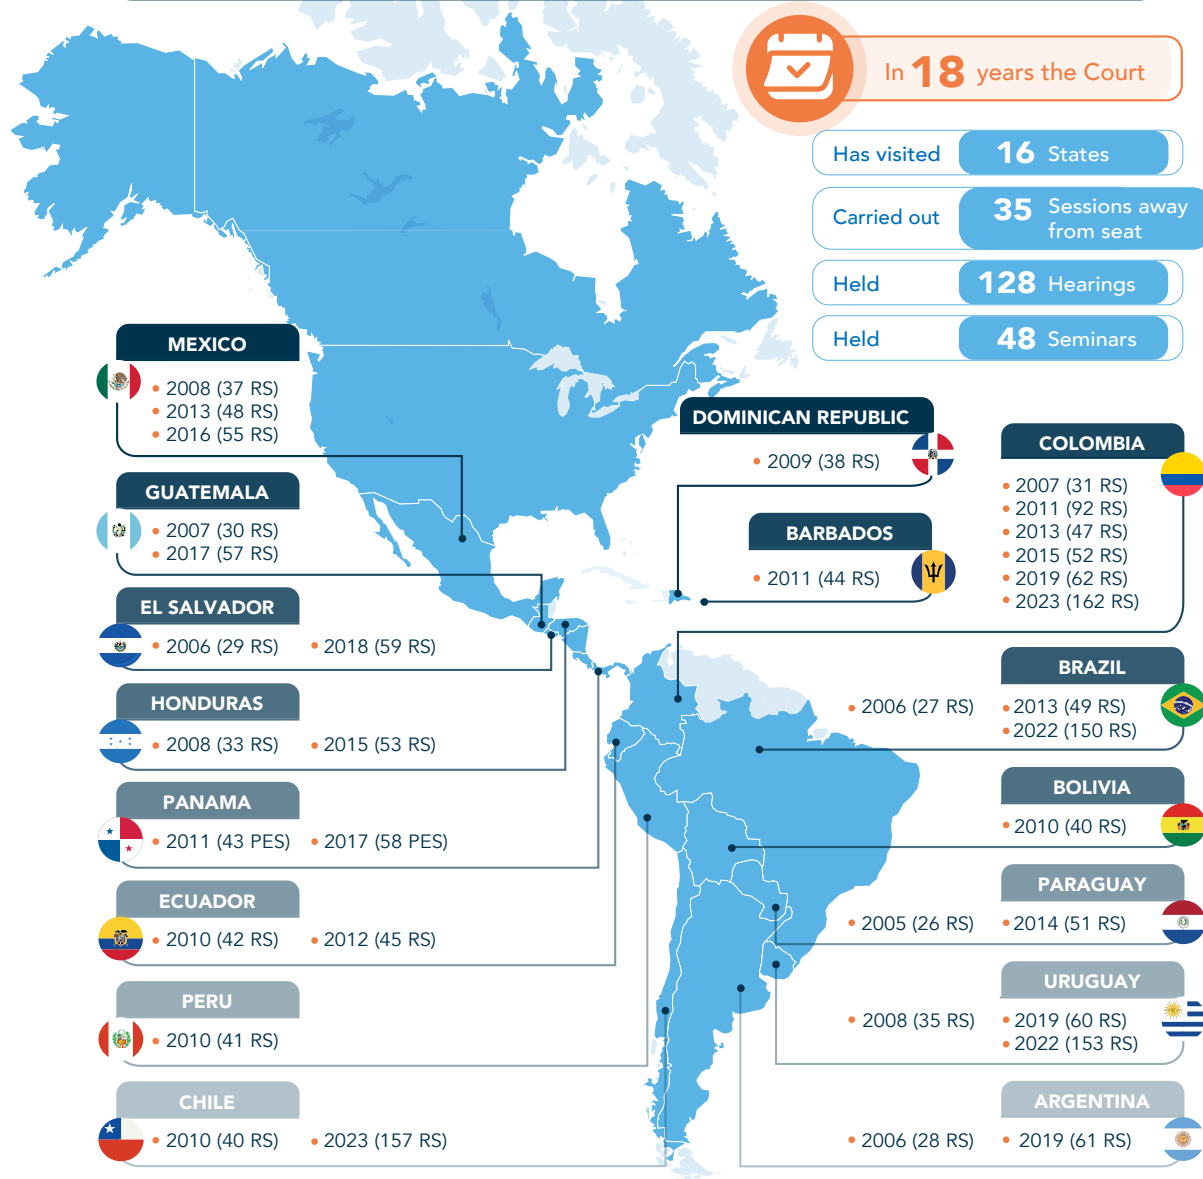 In 18 years the Court
Has visited 16 States
Carried out 35 Sessions away
from seat
Held 128 Hearings
Held 48 Seminars
MEXICO
• 2008 (37 RS)
• 2013 (48 RS)
• 2016 (55 RS)
GUATEMALA
• 2007 (30 RS)
• 2017 (57 RS)
EL SALVADOR
• 2006 (29 RS) • 2018 (59 RS)
HONDURAS
• 2008 (33 RS) • 2015 (53 RS)
PANAMA
• 2011 (43 PES) • 2017 (58 PES)
ECUADOR
• 2010 (42 RS) • 2012 (45 RS)
PERU
• 2010 (41 RS)
CHILE
• 2010 (40 RS) • 2023 (157 RS)
DOMINICAN REPUBLIC
• 2009 (38 RS)
BARBADOS
• 2011 (44 RS)
COLOMBIA
• 2007 (31 RS)
• 2011 (92 RS)
• 2013 (47 RS)
• 2015 (52 RS)
• 2019 (62 RS)
• 2023 (162 RS)
BRAZIL
• 2006 (27 RS) • 2013 (49 RS)
• 2022 (150 RS)
BOLIVIA
• 2010 (40 RS)
PARAGUAY
• 2005 (26 RS) • 2014 (51 RS)
URUGUAY
• 2008 (35 RS) • 2019 (60 RS)
• 2022 (153 RS)
ARGENTINA
• 2006 (28 RS) • 2019 (61 RS)